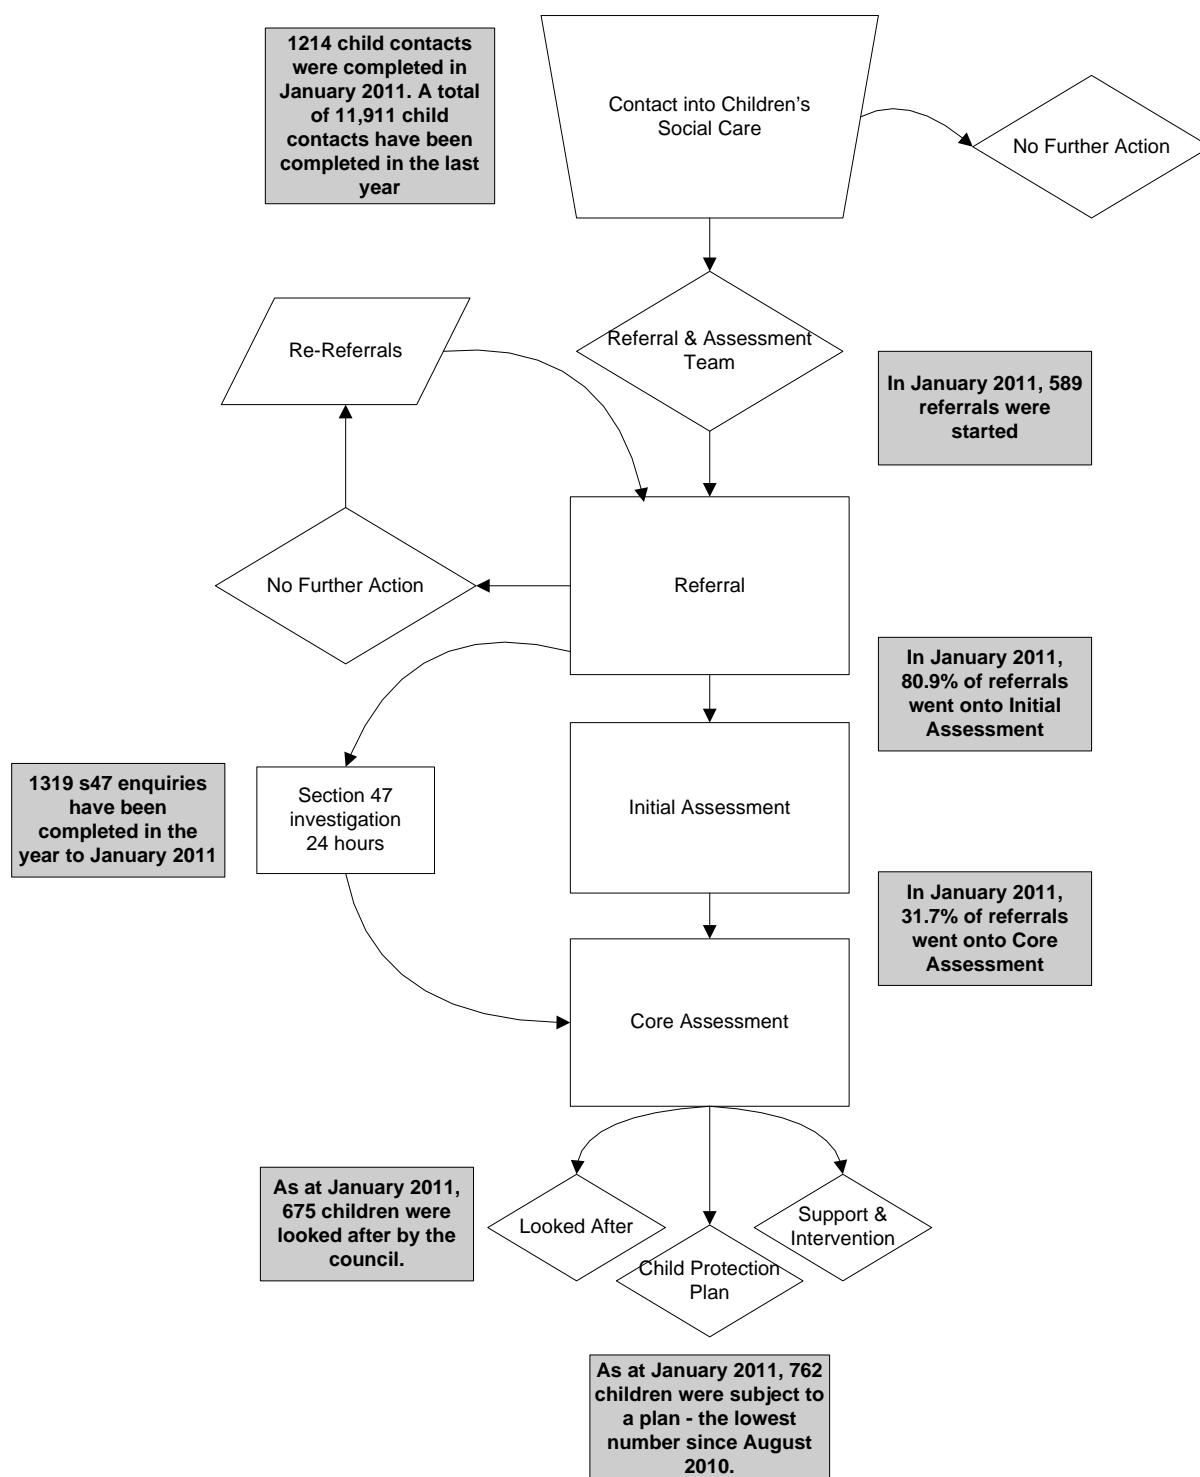 1214 child contacts
were completed in
January 2011. A total
of 11,911 child
contacts have been
completed in the last
year
Contact into Children's
Social Care
No Further Action
Re-Referrals
Referral & Assessment
Team
In January 2011, 589
referrals were
started
No Further Action
Referral
In January 2011,
80.9% of referrals
went onto Initial
Assessment
1319 s47 enquiries
have been
completed in the
year to January 2011
Section 47
investigation
24 hours
Initial Assessment
In January 2011,
31.7% of referrals
went onto Core
Assessment
Core Assessment
As at January 2011,
675 children were
looked after by the
council.
Looked After
Child Protection
Plan
Support &
Intervention
As at January 2011, 762
children were subject to
a plan - the lowest
number since August
2010.